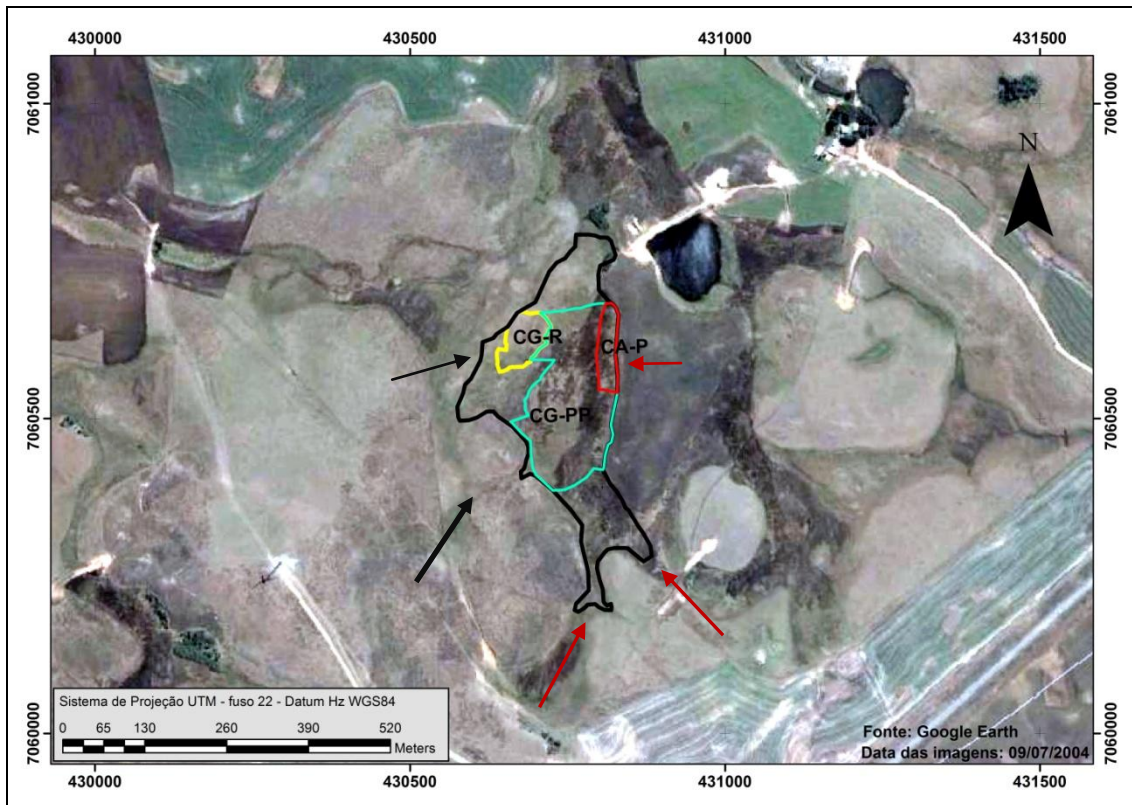 430000 430500 431000 431500
7061000
7061000
N
CG-R
CA-P
CG-PP
7060500
7060500
Sistema de Projeção UTM - fuso 22 - Datum Hz WGS84
0 65 130 260 390 520
Meters
Fonte: Google Earth
Data das imagens: 09/07/2004
7060000
7060000
430000 430500 431000 431500